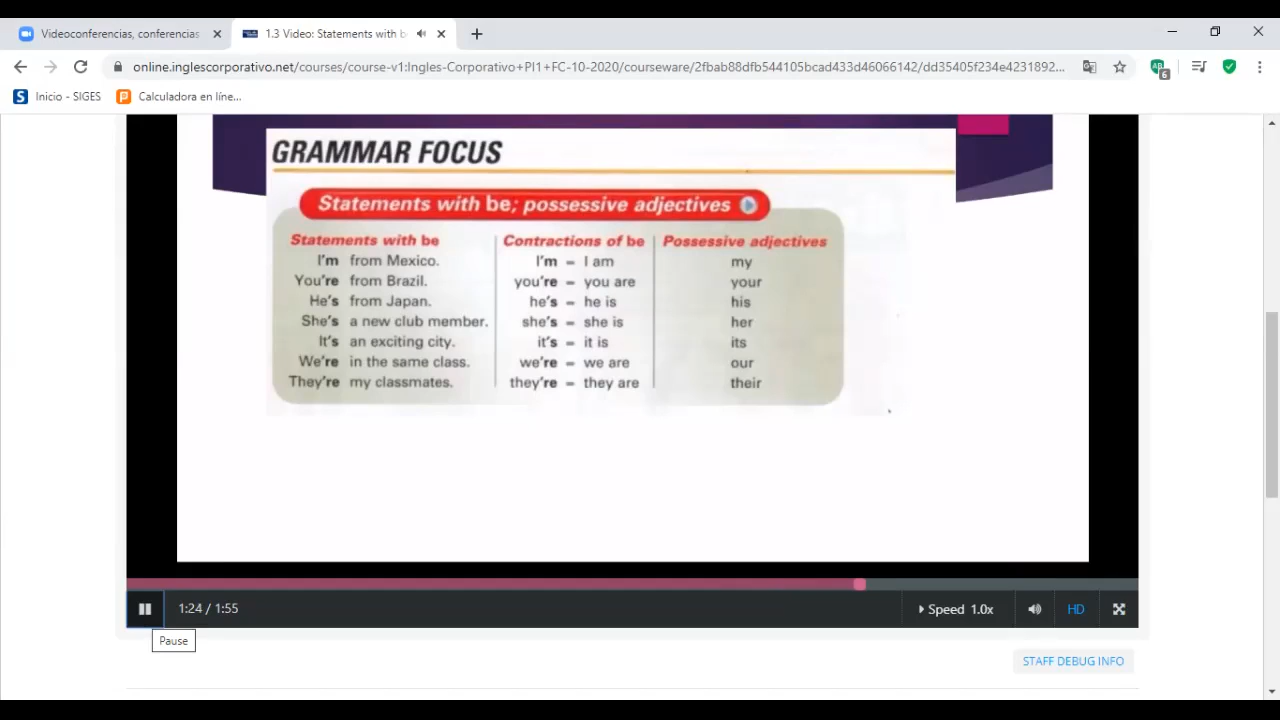 Videoconferencias, conferencias
1.3 Video: Statements with b
online.inglescorporativo.net/courses/course-v1:Ingles-Corporativo+PI1+FC-10-2020/courseware/2fbab88dfb544105bcad433d46066142/dd35405f234e4231892...
AB
6
S Inicio - SIGES
P Calculadora en líne...
GRAMMAR FOCUS
Statements with be; possessive adjectives
Statements with be Contractions of be Possessive adjectives
I'm from Mexico. I'm = I am my
You're from Brazil. you're = you are your
He's from Japan. he's = he is his
She's a new club member. she's = she is her
It's an exciting city. it's = it is its
We're in the same class. we're = we are our
They're my classmates. they're = they are their
1:24 / 1:55
Speed 1.0x
HD
Pause
STAFF DEBUG INFO